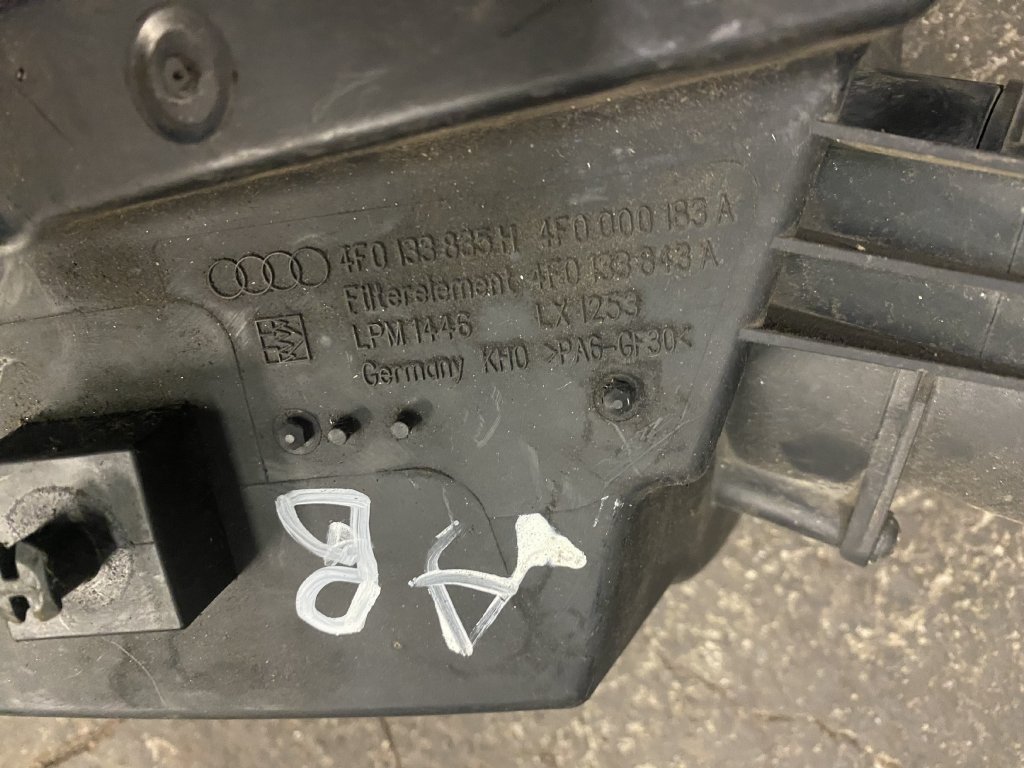 4F0 133 835 H 4F0 000 183 A
Filterelement 4F0 133 843 A
LPM 1446 LX 1253
Germany KHO >PA6-GF30<
AB